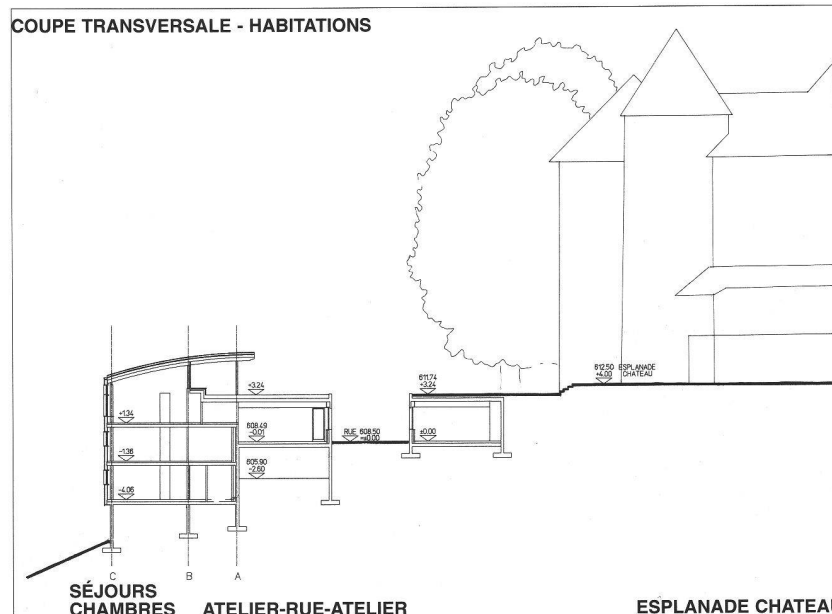 COUPE TRANSVERSALE - HABITATIONS
612.50 ESPLANADE
+4.00 CHATEAU
611.74
+3.24
+3.24
+1.34
608.49
-0.01
RUE 608.50
=±0.00
±0.00
-1.36
605.90
-2.60
-4.06
C B A
SÉJOURS
CHAMBRES ATELIER-RUE-ATELIER
ESPLANADE CHATEAU